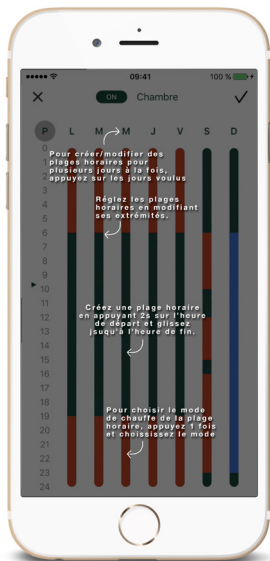 09:41
100 %
ON Chambre
P L M M J V S D
0
1
Pour créer/modifier des
plages horaires pour
plusieurs jours à la fois,
appuyez sur les jours voulus
2
3
4
Réglez les plages
horaires en modifiant
ses extrémités.
5
6
7
8
9
10
Créez une plage horaire
en appuyant 2s sur l'heure
de départ et glissez
jsuqu'à l'heure de fin.
11
12
13
14
15
16
17
Pour choisir le mode
de chauffe de la plage
horaire, appuyez 1 fois
et choississez le mode
18
19
20
21
22
23
24